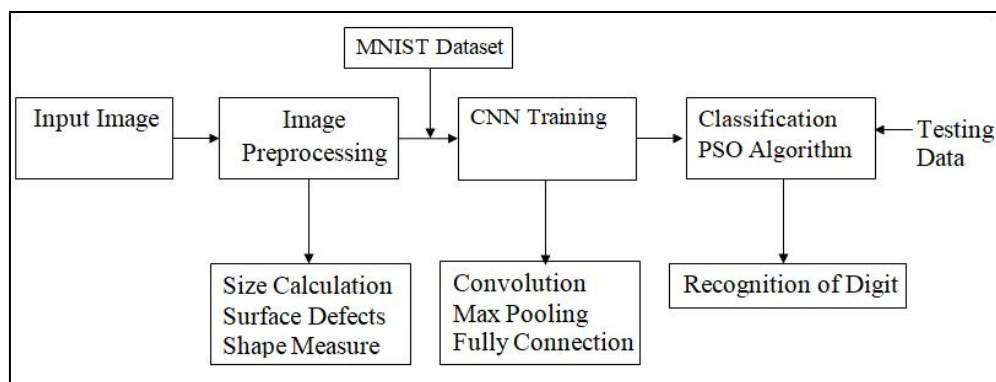 MNIST Dataset
Input Image
Image
Preprocessing
CNN Training
Classification
PSO Algorithm
Testing
Data
Size Calculation
Surface Defects
Shape Measure
Convolution
Max Pooling
Fully Connection
Recognition of Digit